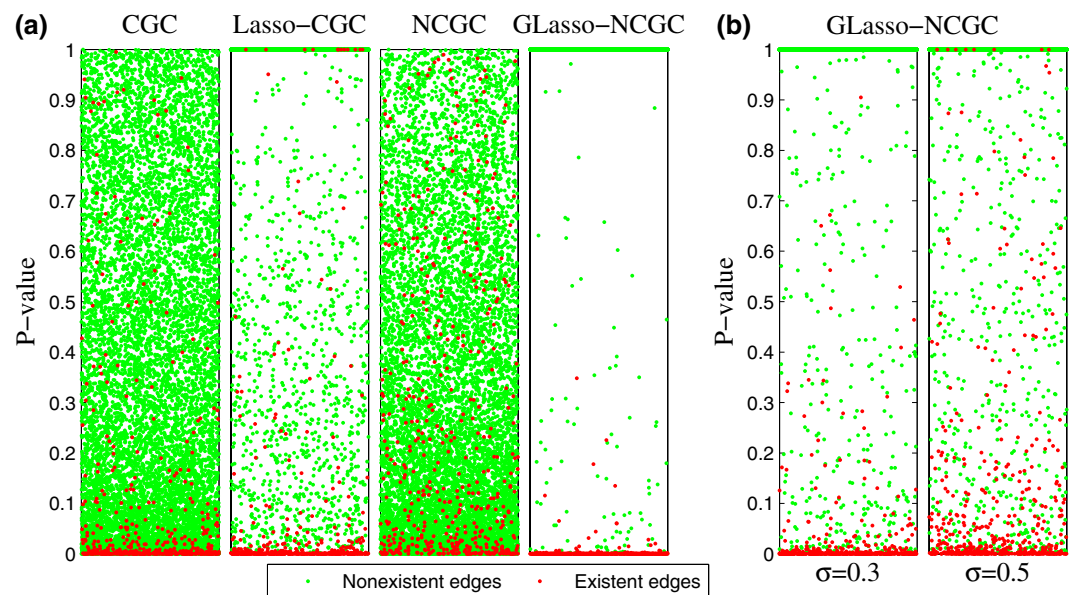 (a) CGC Lasso−CGC NCGC GLasso−NCGC (b) GLasso−NCGC
1 1
0.9 0.9
0.8 0.8
0.7 0.7
0.6 0.6
P−value 0.5 P−value 0.5
0.4 0.4
0.3 0.3
0.2 0.2
0.1 0.1
0 0
σ=0.3 σ=0.5
Nonexistent edges Existent edges